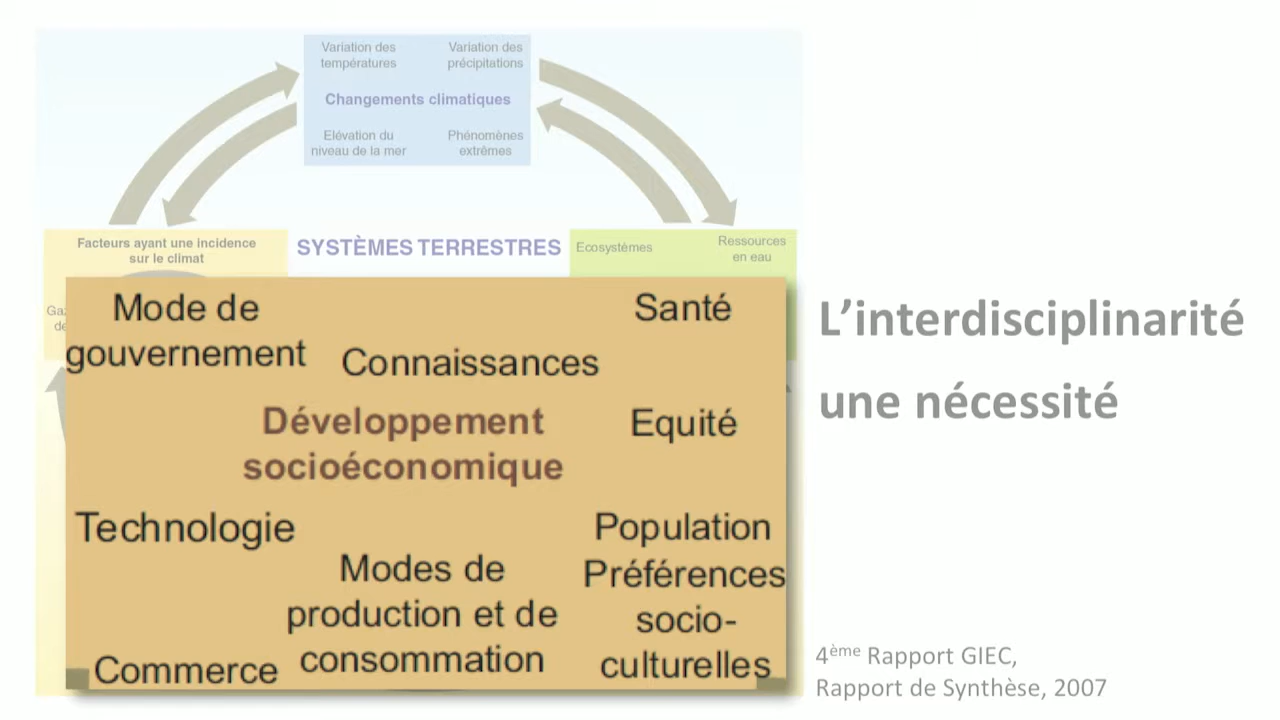 Variation des
températures
Variation des
précipitations
Changements climatiques
Elévation du
niveau de la mer
Phénomènes
extrêmes
Facteurs ayant une incidence
sur le climat
SYSTÈMES TERRESTRES
Ecosystèmes
Ressources
en eau
Mode de
gouvernement
Connaissances
Santé
Développement
socioéconomique
Equité
Technologie
Modes de
production et de
consommation
Population
Préférences
socio-
culturelles
Commerce
L’interdisciplinarité
une nécessité
4ème Rapport GIEC,
Rapport de Synthèse, 2007